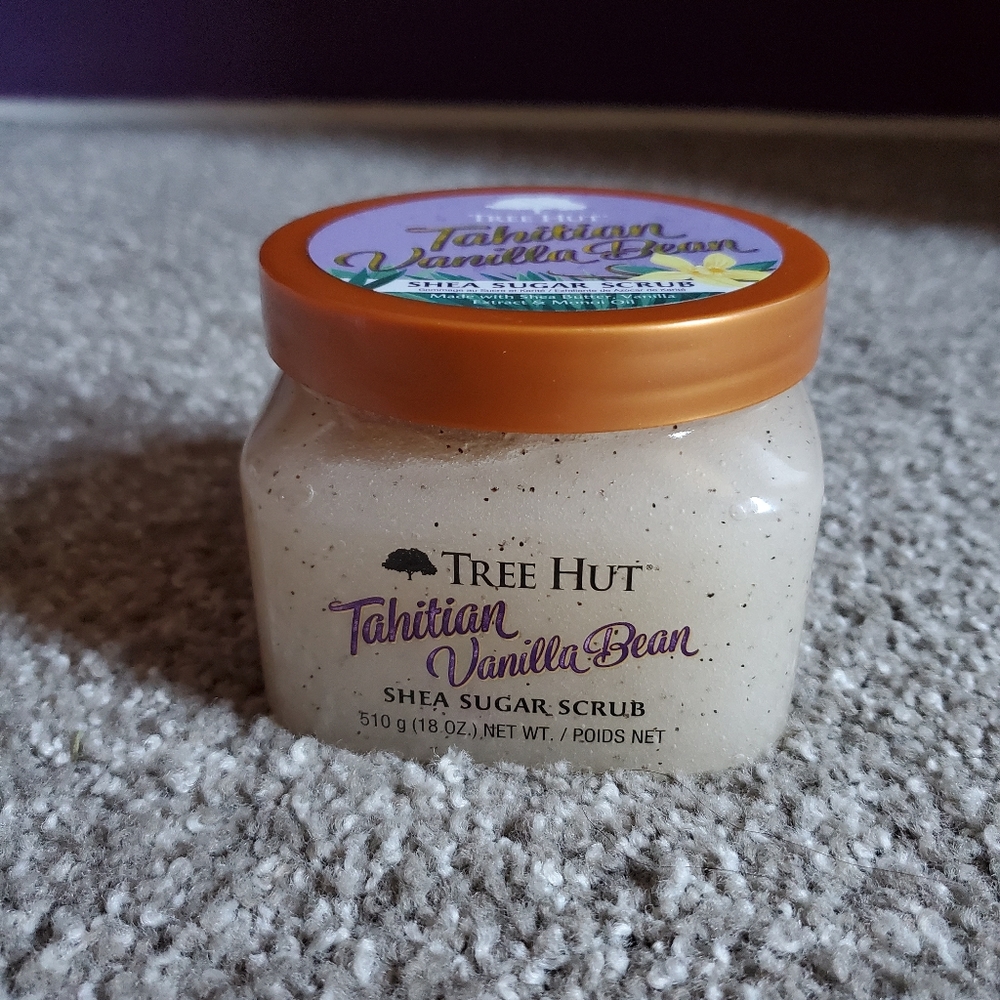 TREE HUT
Tahitian
Vanilla Bean
SHEA SUGAR SCRUB
Made with Shea Butter, Vanilla
Extract & Monoi Oil
TREE HUT®
Tahitian
Vanilla Bean
SHEA SUGAR SCRUB
510 g (18 OZ.) NET WT. / POIDS NET